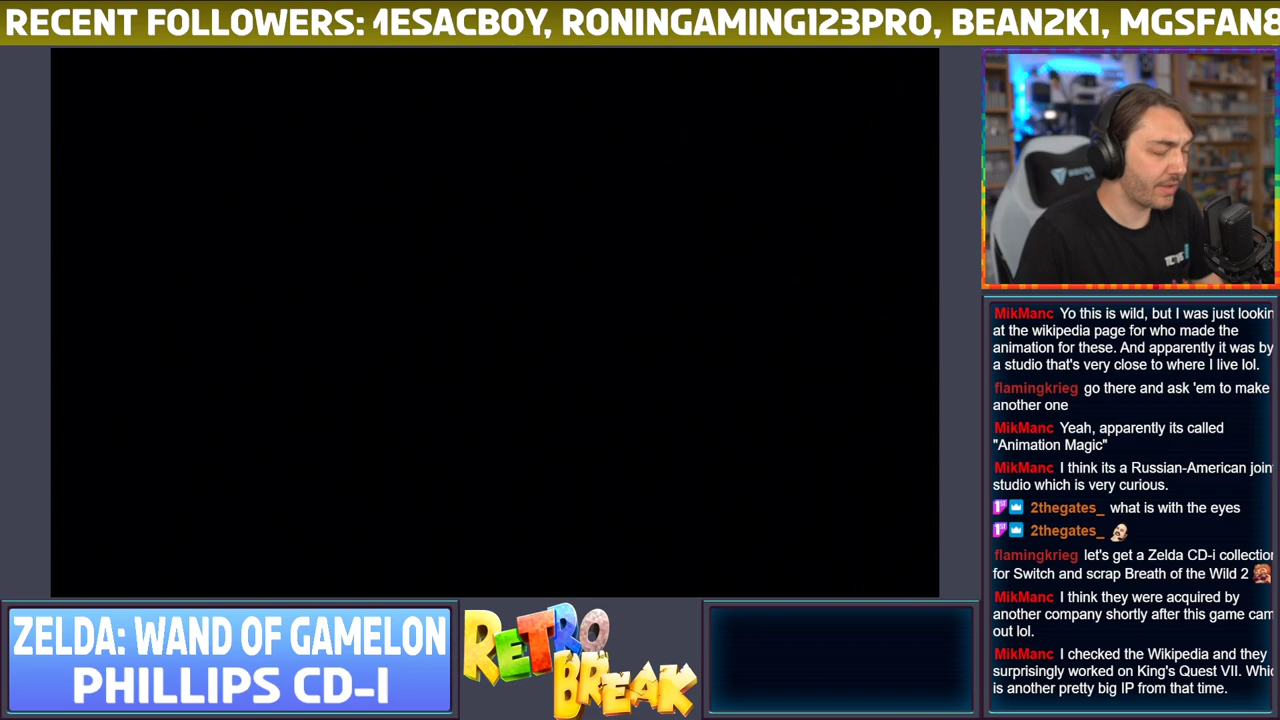 RECENT FOLLOWERS: 1ESACBOY, RONINGAMING123PRO, BEAN2K1, MGSFAN8
MikManc Yo this is wild, but I was just lookin
at the wikipedia page for who made the
animation for these. And apparently it was by
a studio that's very close to where I live lol.
flamingkrieg go there and ask 'em to make
another one
MikManc Yeah, apparently its called
"Animation Magic"
MikManc I think its a Russian-American join
studio which is very curious.
2thegates_ what is with the eyes
2thegates_
flamingkrieg let's get a Zelda CD-i collection
for Switch and scrap Breath of the Wild 2
MikManc I think they were acquired by
another company shortly after this game cam
out lol.
MikManc I checked the Wikipedia and they
surprisingly worked on King's Quest VII. Whic
is another pretty big IP from that time.
ZELDA: WAND OF GAMELON
PHILLIPS CD-I
RETRO
BREAK